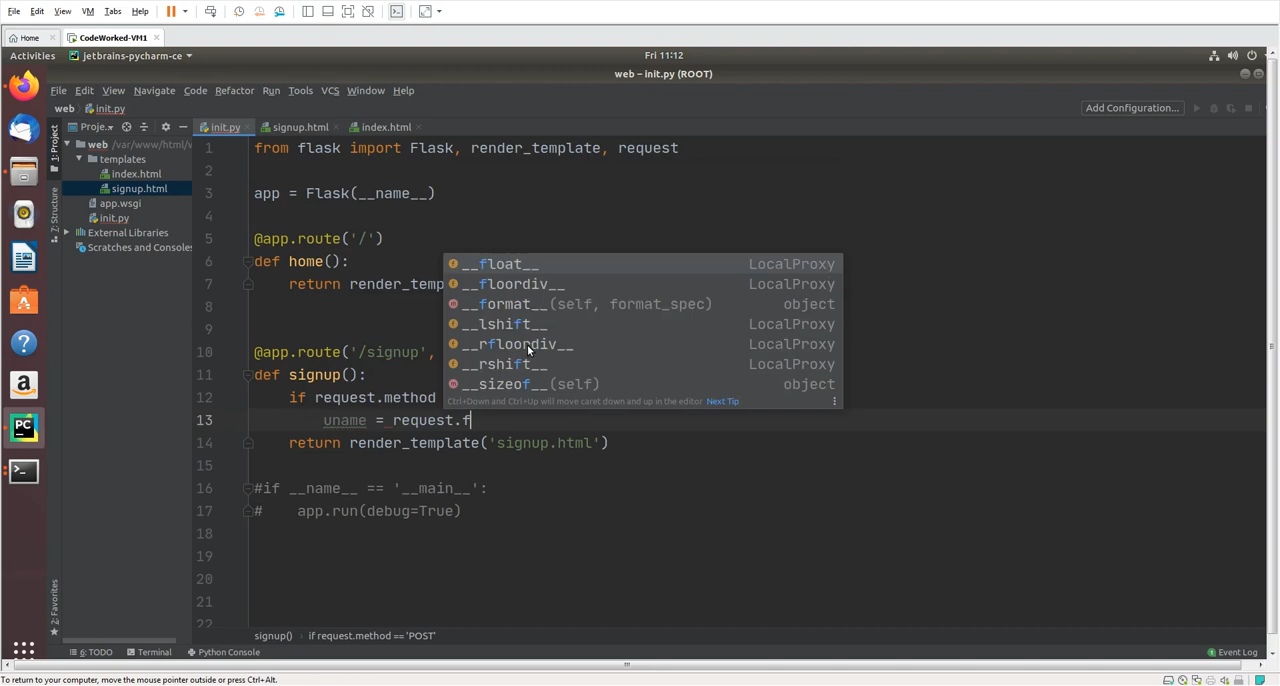 File Edit View VM Tabs Help
Home CodeWorked-VM1
Activities jetbrains-pycharm-ce Fri 11:12
web – init.py (ROOT)
File Edit View Navigate Code Refactor Run Tools VCS Window Help
web init.py Add Configuration...
Proje... init.py signup.html index.html
1: Project
7: Structure
2: Favorites
web /var/www/html/w
templates
index.html
signup.html
app.wsgi
init.py
External Libraries
Scratches and Consoles
1 from flask import Flask, render_template, request
2
3 app = Flask(__name__)
4
5 @app.route('/')
6 def home():
7 return render_temp
8
9
10 @app.route('/signup',
11 def signup():
12 if request.method
13 uname = request.f
14 return render_template('signup.html')
15
16 #if __name__ == '__main__':
17 # app.run(debug=True)
18
19
20
21
22
__float__ LocalProxy
__floordiv__ LocalProxy
__format__(self, format_spec) object
__lshift__ LocalProxy
__rfloordiv__ LocalProxy
__rshift__ LocalProxy
__sizeof__(self) object
Ctrl+Down and Ctrl+Up will move caret down and up in the editor Next Tip
signup() › if request.method == 'POST'
6: TODO Terminal Python Console 1 Event Log
To return to your computer, move the mouse pointer outside or press Ctrl+Alt.